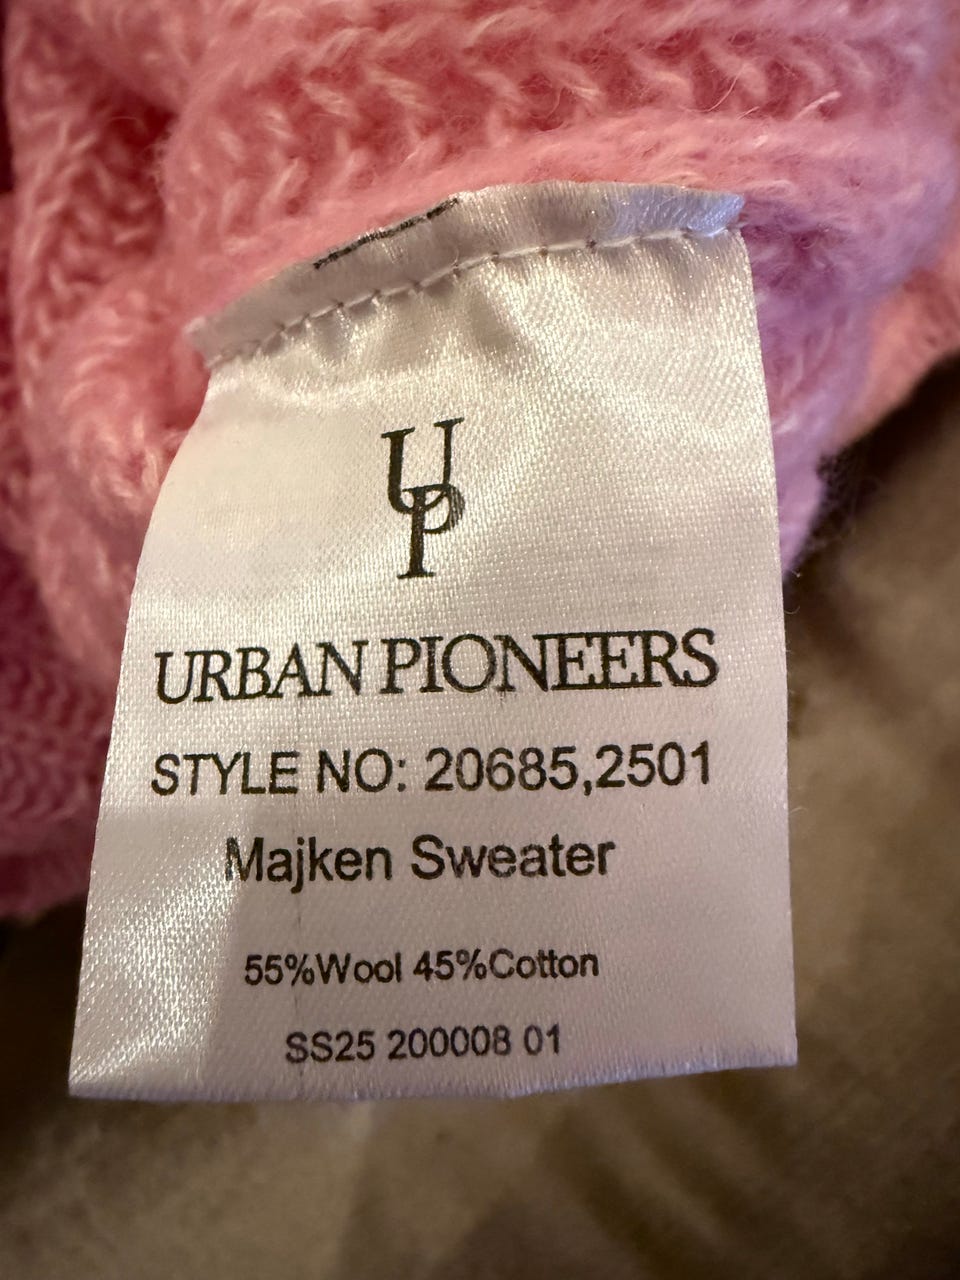 UP
URBAN PIONEERS
STYLE NO: 20685,2501
Majken Sweater
55%Wool 45%Cotton
SS25 200008 01